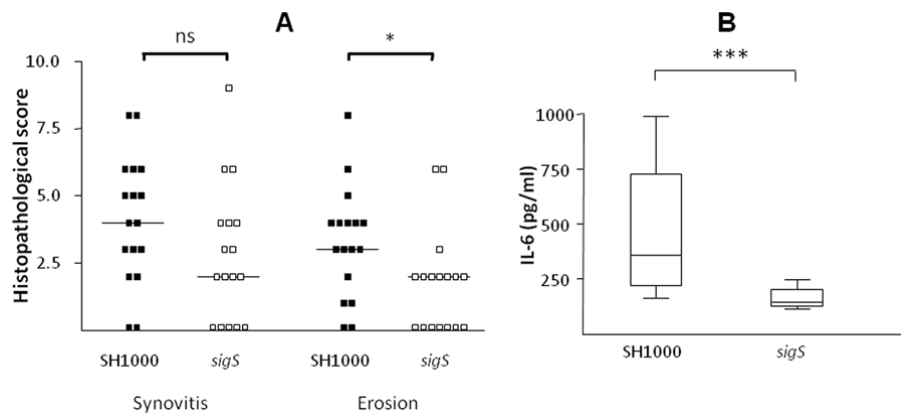 A
ns
*
Histopathological score
10.0
7.5
5.0
2.5
SH1000
sigS
SH1000
sigS
Synovitis
Erosion
B
***
IL-6 (pg/ml)
1000
750
500
250
SH1000
sigS